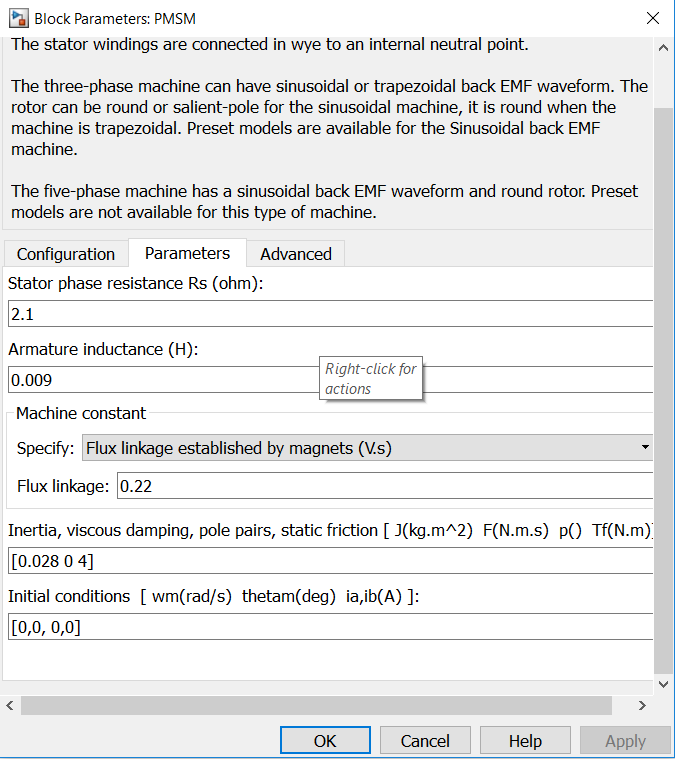 Block Parameters: PMSM
The stator windings are connected in wye to an internal neutral point.
The three-phase machine can have sinusoidal or trapezoidal back EMF waveform. The
rotor can be round or salient-pole for the sinusoidal machine, it is round when the
machine is trapezoidal. Preset models are available for the Sinusoidal back EMF
machine.
The five-phase machine has a sinusoidal back EMF waveform and round rotor. Preset
models are not available for this type of machine.
Configuration Parameters Advanced
Stator phase resistance Rs (ohm):
2.1
Armature inductance (H):
0.009
Right-click for
actions
Machine constant
Specify: Flux linkage established by magnets (V.s)
Flux linkage: 0.22
Inertia, viscous damping, pole pairs, static friction [ J(kg.m^2)  F(N.m.s)  p()  Tf(N.m)]
[0.028 0 4]
Initial conditions  [ wm(rad/s)  thetam(deg)  ia,ib(A) ]:
[0,0, 0,0]
OK Cancel Help Apply